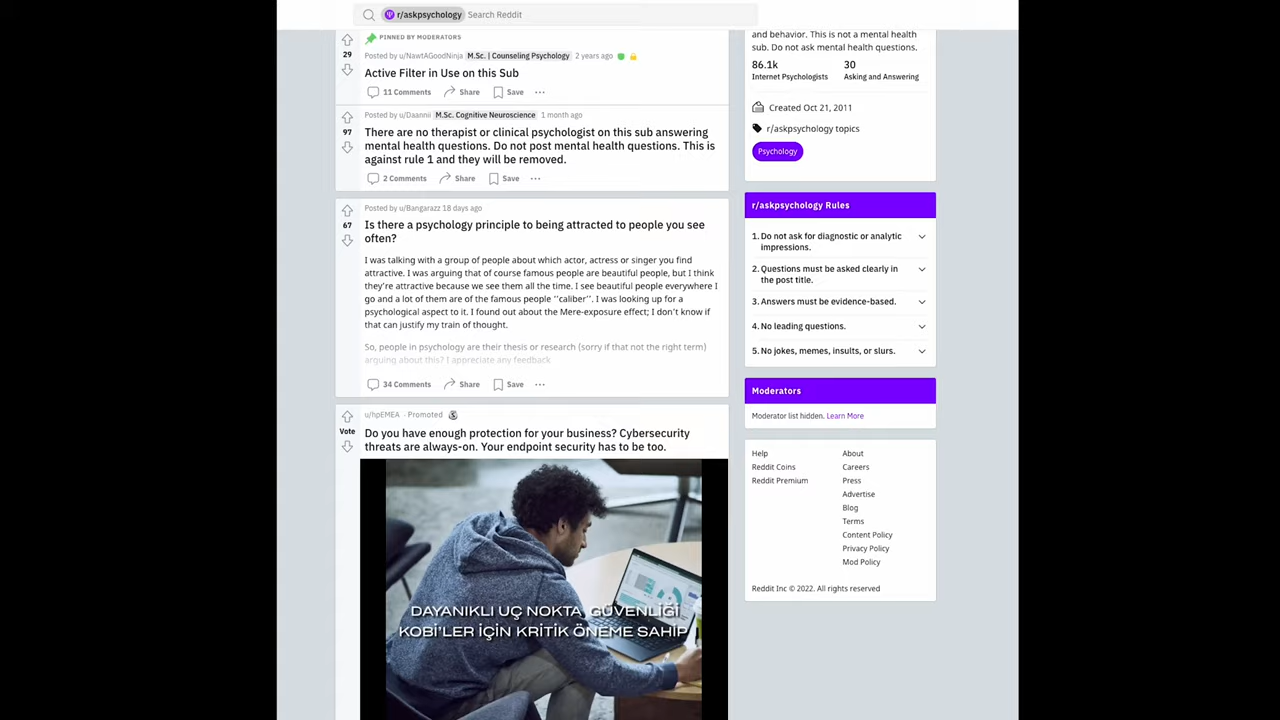 r/askpsychology Search Reddit
PINNED BY MODERATORS
29
Posted by u/NawtAGoodNinja M.Sc. | Counseling Psychology 2 years ago
Active Filter in Use on this Sub
11 Comments Share Save
Posted by u/Daannii M.Sc. Cognitive Neuroscience 1 month ago
97
There are no therapist or clinical psychologist on this sub answering
mental health questions. Do not post mental health questions. This is
against rule 1 and they will be removed.
2 Comments Share Save
Posted by u/Bangarazz 18 days ago
67
Is there a psychology principle to being attracted to people you see
often?
I was talking with a group of people about which actor, actress or singer you find
attractive. I was arguing that of course famous people are beautiful people, but I think
they're attractive because we see them all the time. I see beautiful people everywhere I
go and a lot of them are of the famous people ''caliber''. I was looking up for a
psychological aspect to it. I found out about the Mere-exposure effect; I don't know if
that can justify my train of thought.
So, people in psychology are their thesis or research (sorry if that not the right term)
arguing about this? I appreciate any feedback
34 Comments Share Save
u/hpEMEA · Promoted
Vote
Do you have enough protection for your business? Cybersecurity
threats are always-on. Your endpoint security has to be too.
DAYANIKLI UÇ NOKTA GÜVENLİĞİ
KOBİ'LER İÇİN KRİTİK ÖNEME SAHİP
and behavior. This is not a mental health
sub. Do not ask mental health questions.
86.1k 30
Internet Psychologists Asking and Answering
Created Oct 21, 2011
r/askpsychology topics
Psychology
r/askpsychology Rules
1. Do not ask for diagnostic or analytic
impressions.
2. Questions must be asked clearly in
the post title.
3. Answers must be evidence-based.
4. No leading questions.
5. No jokes, memes, insults, or slurs.
Moderators
Moderator list hidden. Learn More
Help About
Reddit Coins Careers
Reddit Premium Press
Advertise
Blog
Terms
Content Policy
Privacy Policy
Mod Policy
Reddit Inc © 2022. All rights reserved